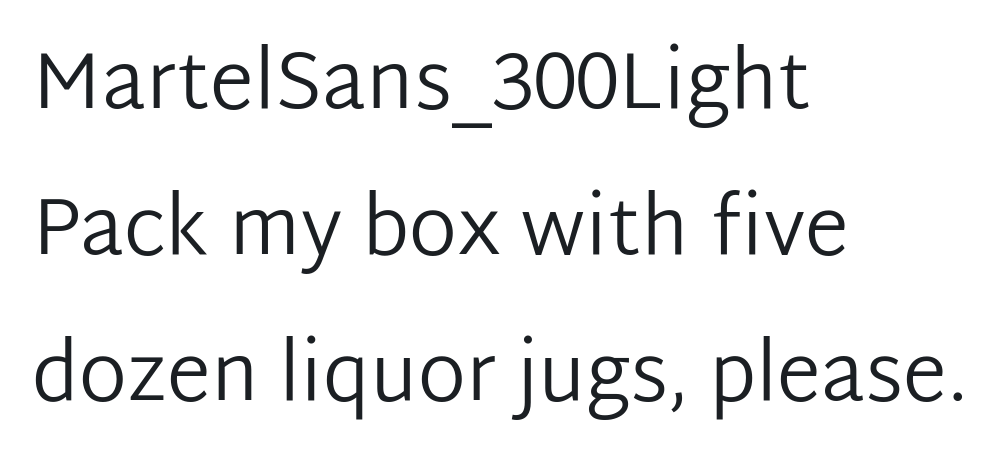 MartelSans_300Light
Pack my box with five
dozen liquor jugs, please.